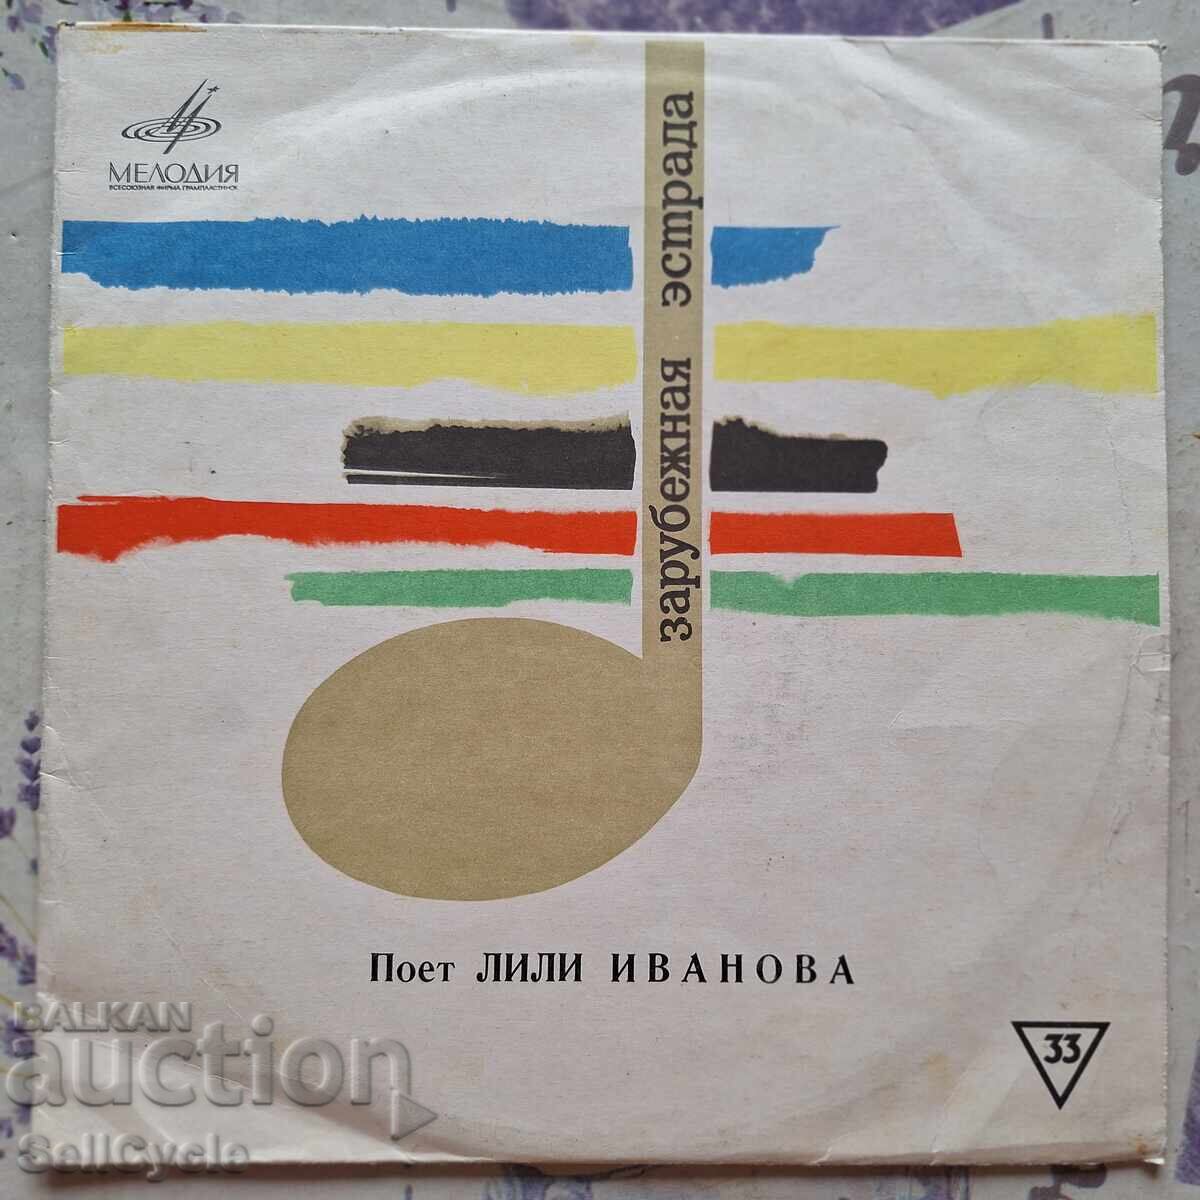 МЕЛОДИЯ
ВСЕСОЮЗНАЯ ФИРМА ГРАМПЛАСТИНОК
зарубежная эстрада
Поет ЛИЛИ ИВАНОВА
33
BALKAN
auction
SellCycle